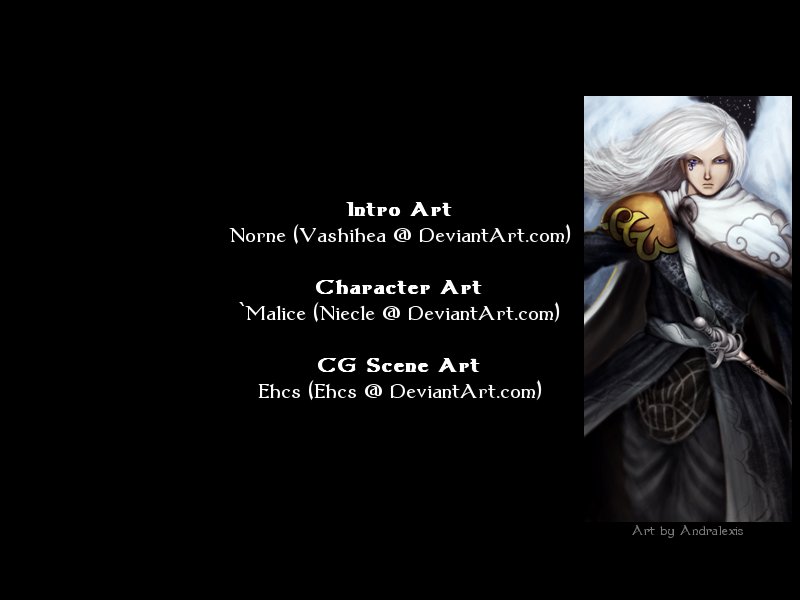 Intro Art
Norne (Vashihea @ DeviantArt.com)
Character Art
`Malice (Niecle @ DeviantArt.com)
CG Scene Art
Ehcs (Ehcs @ DeviantArt.com)
Art by Andralexis